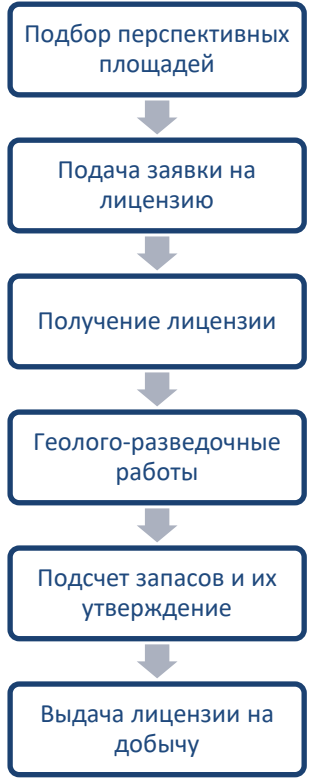 Подбор перспективных
площадей
Подача заявки на
лицензию
Получение лицензии
Геолого-разведочные
работы
Подсчет запасов и их
утверждение
Выдача лицензии на
добычу